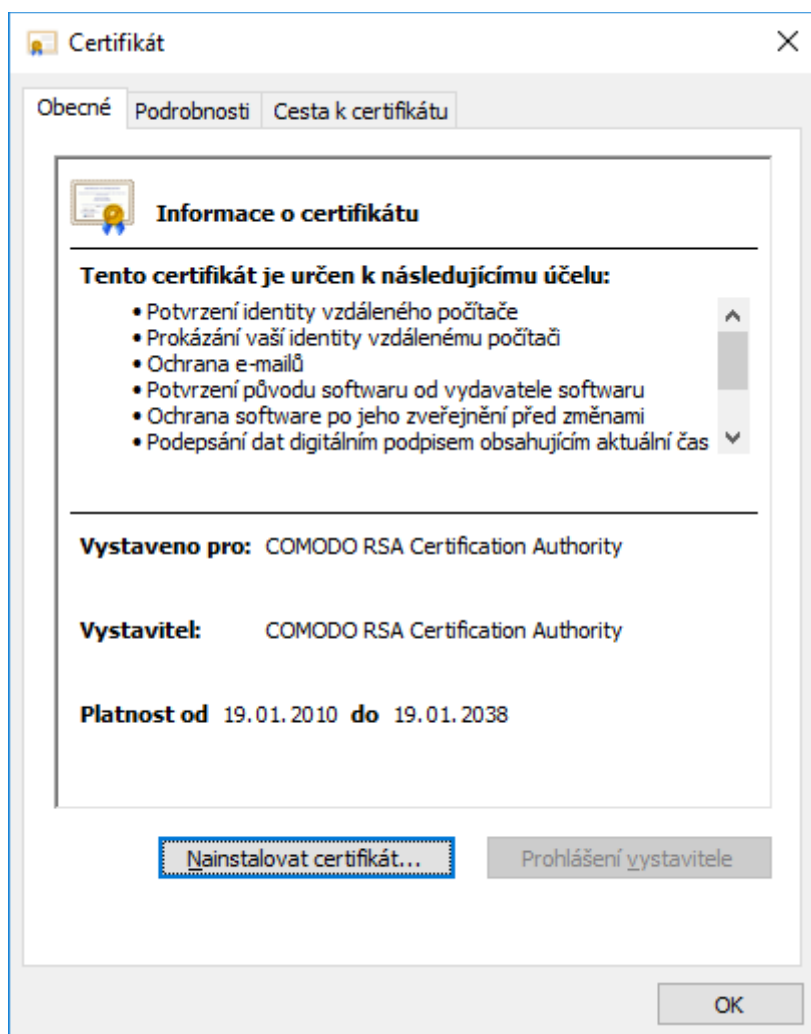 Certifikát
Obecné Podrobnosti Cesta k certifikátu
Informace o certifikátu
Tento certifikát je určen k následujícímu účelu:
• Potvrzení identity vzdáleného počítače
• Prokázání vaší identity vzdálenému počítači
• Ochrana e-mailů
• Potvrzení původu softwaru od vydavatele softwaru
• Ochrana software po jeho zveřejnění před změnami
• Podepsání dat digitálním podpisem obsahujícím aktuální čas
Vystaveno pro: COMODO RSA Certification Authority
Vystavitel: COMODO RSA Certification Authority
Platnost od 19.01.2010 do 19.01.2038
Nainstalovat certifikát... Prohlášení vystavitele
OK